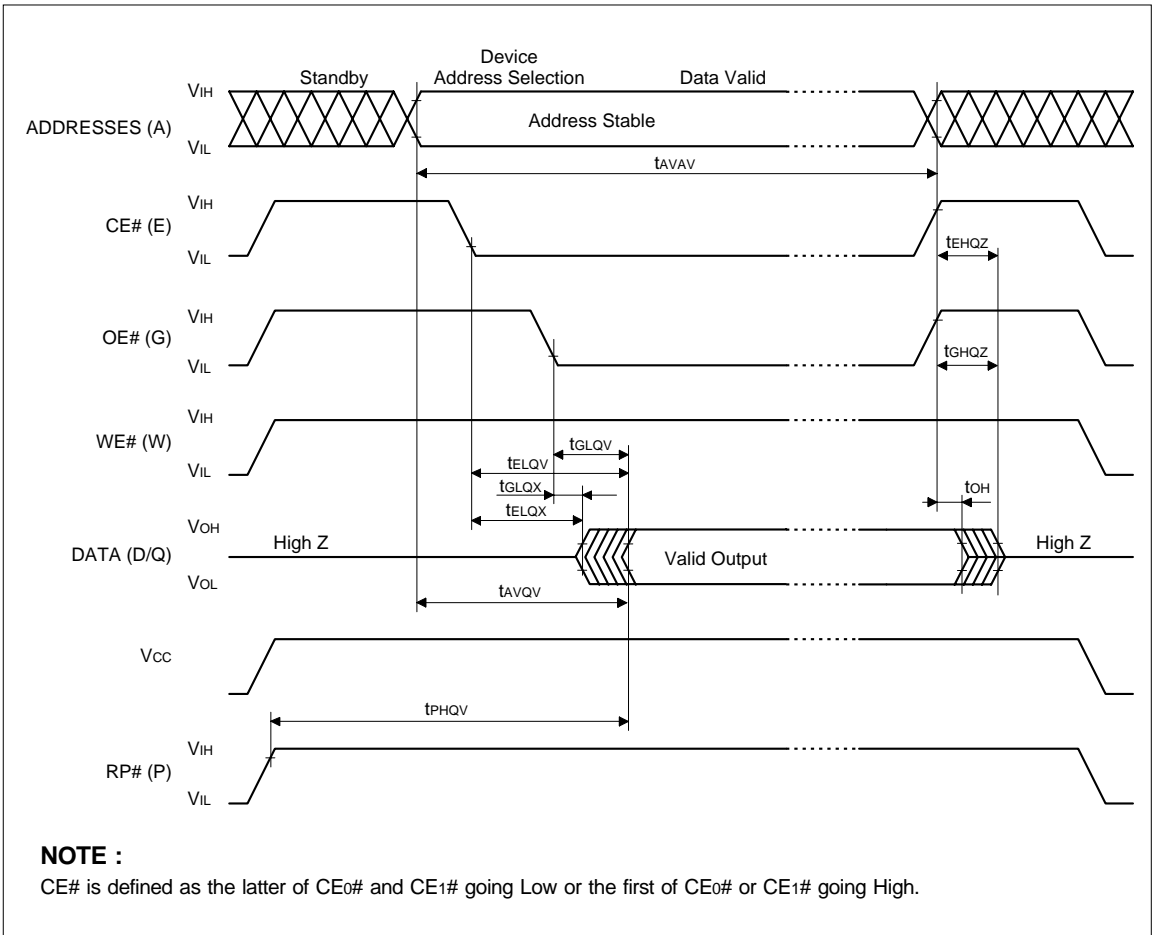 Device
Standby Address Selection Data Valid
VIH
ADDRESSES (A) Address Stable
VIL
tAVAV
VIH
CE# (E)
tEHQZ
VIL
VIH
OE# (G)
tGHQZ
VIL
VIH
WE# (W)
tGLQV
VIL
tELQV
tGLQX
tOH
tELQX
VOH
High Z High Z
DATA (D/Q) Valid Output
VOL
tAVQV
VCC
tPHQV
VIH
RP# (P)
VIL
NOTE :
CE# is defined as the latter of CE0# and CE1# going Low or the first of CE0# or CE1# going High.